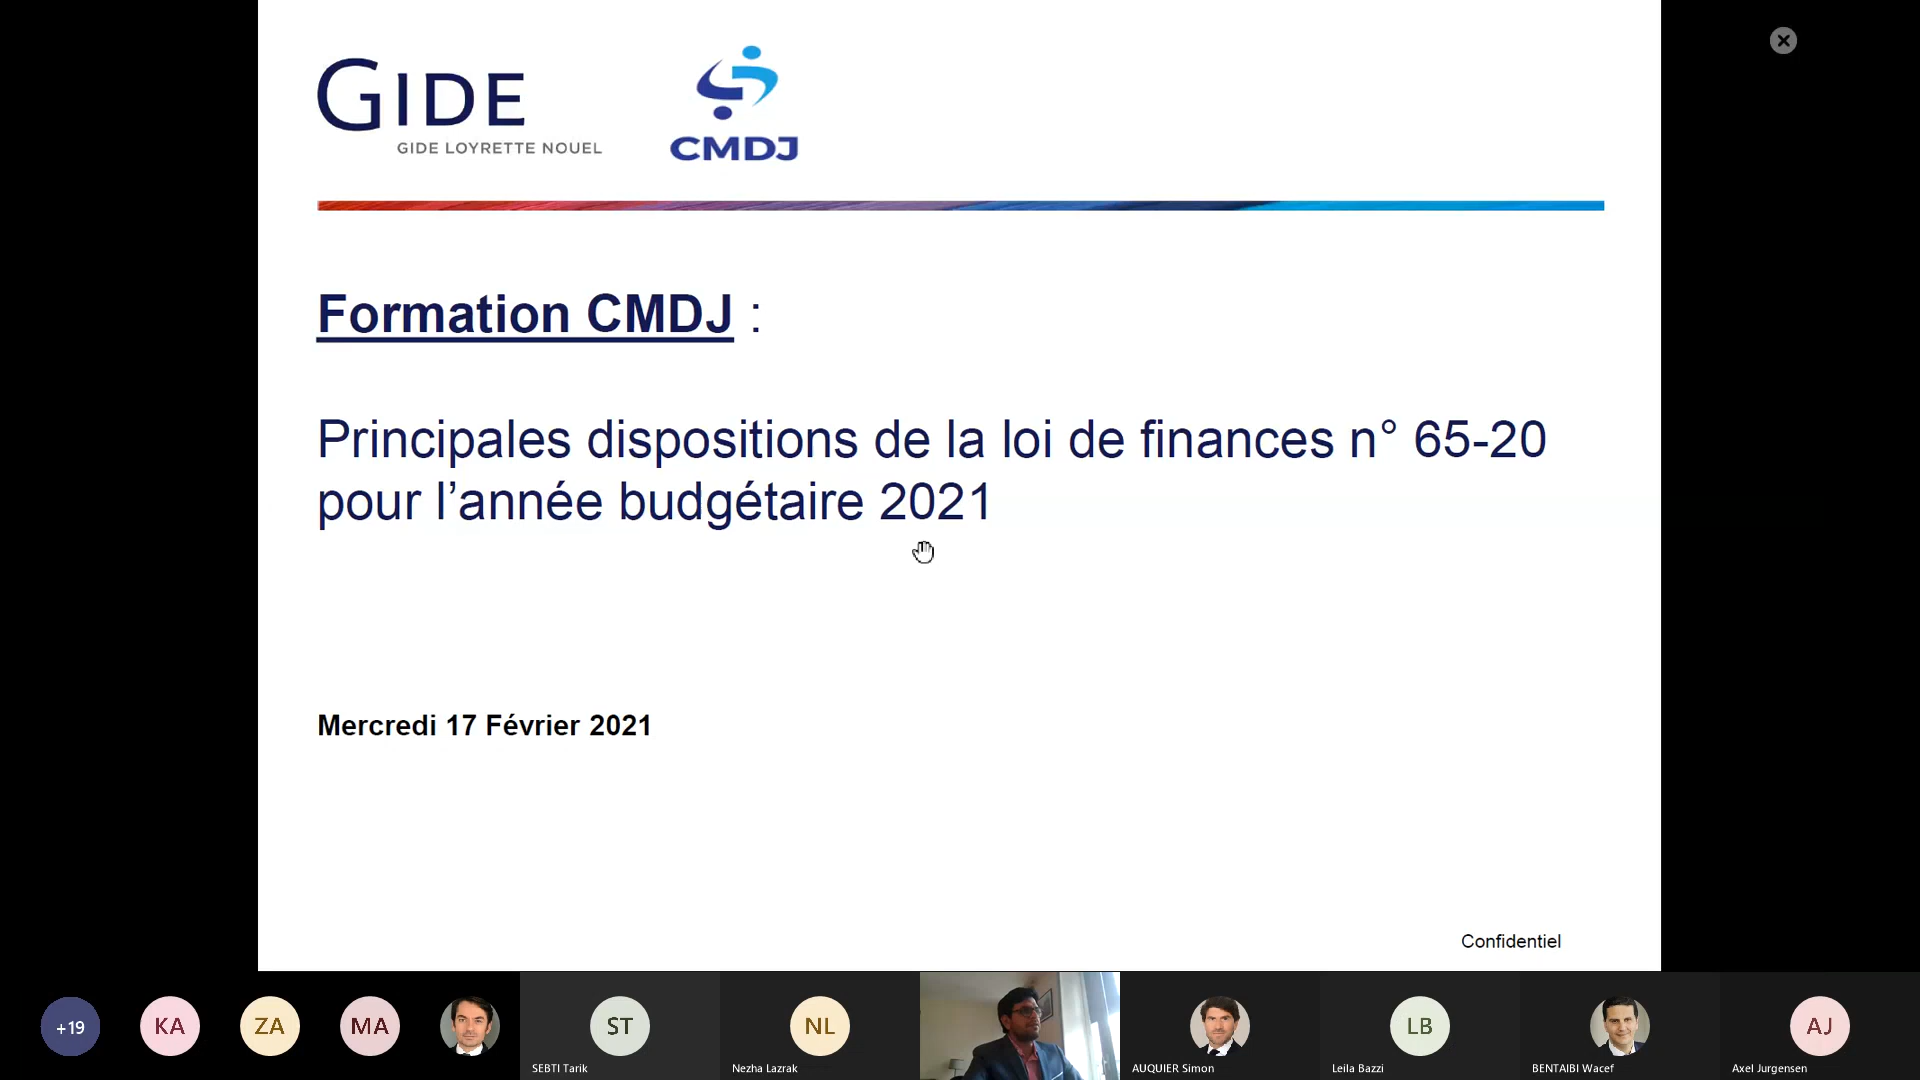 GIDE
GIDE LOYRETTE NOUEL
CMDJ
Formation CMDJ :
Principales dispositions de la loi de finances n° 65-20
pour l’année budgétaire 2021
Mercredi 17 Février 2021
Confidentiel
+19
KA
ZA
MA
ST
SEBTI Tarik
NL
Nezha Lazrak
AUQUIER Simon
LB
Leila Bazzi
BENTAIBI Wacef
AJ
Axel Jurgensen